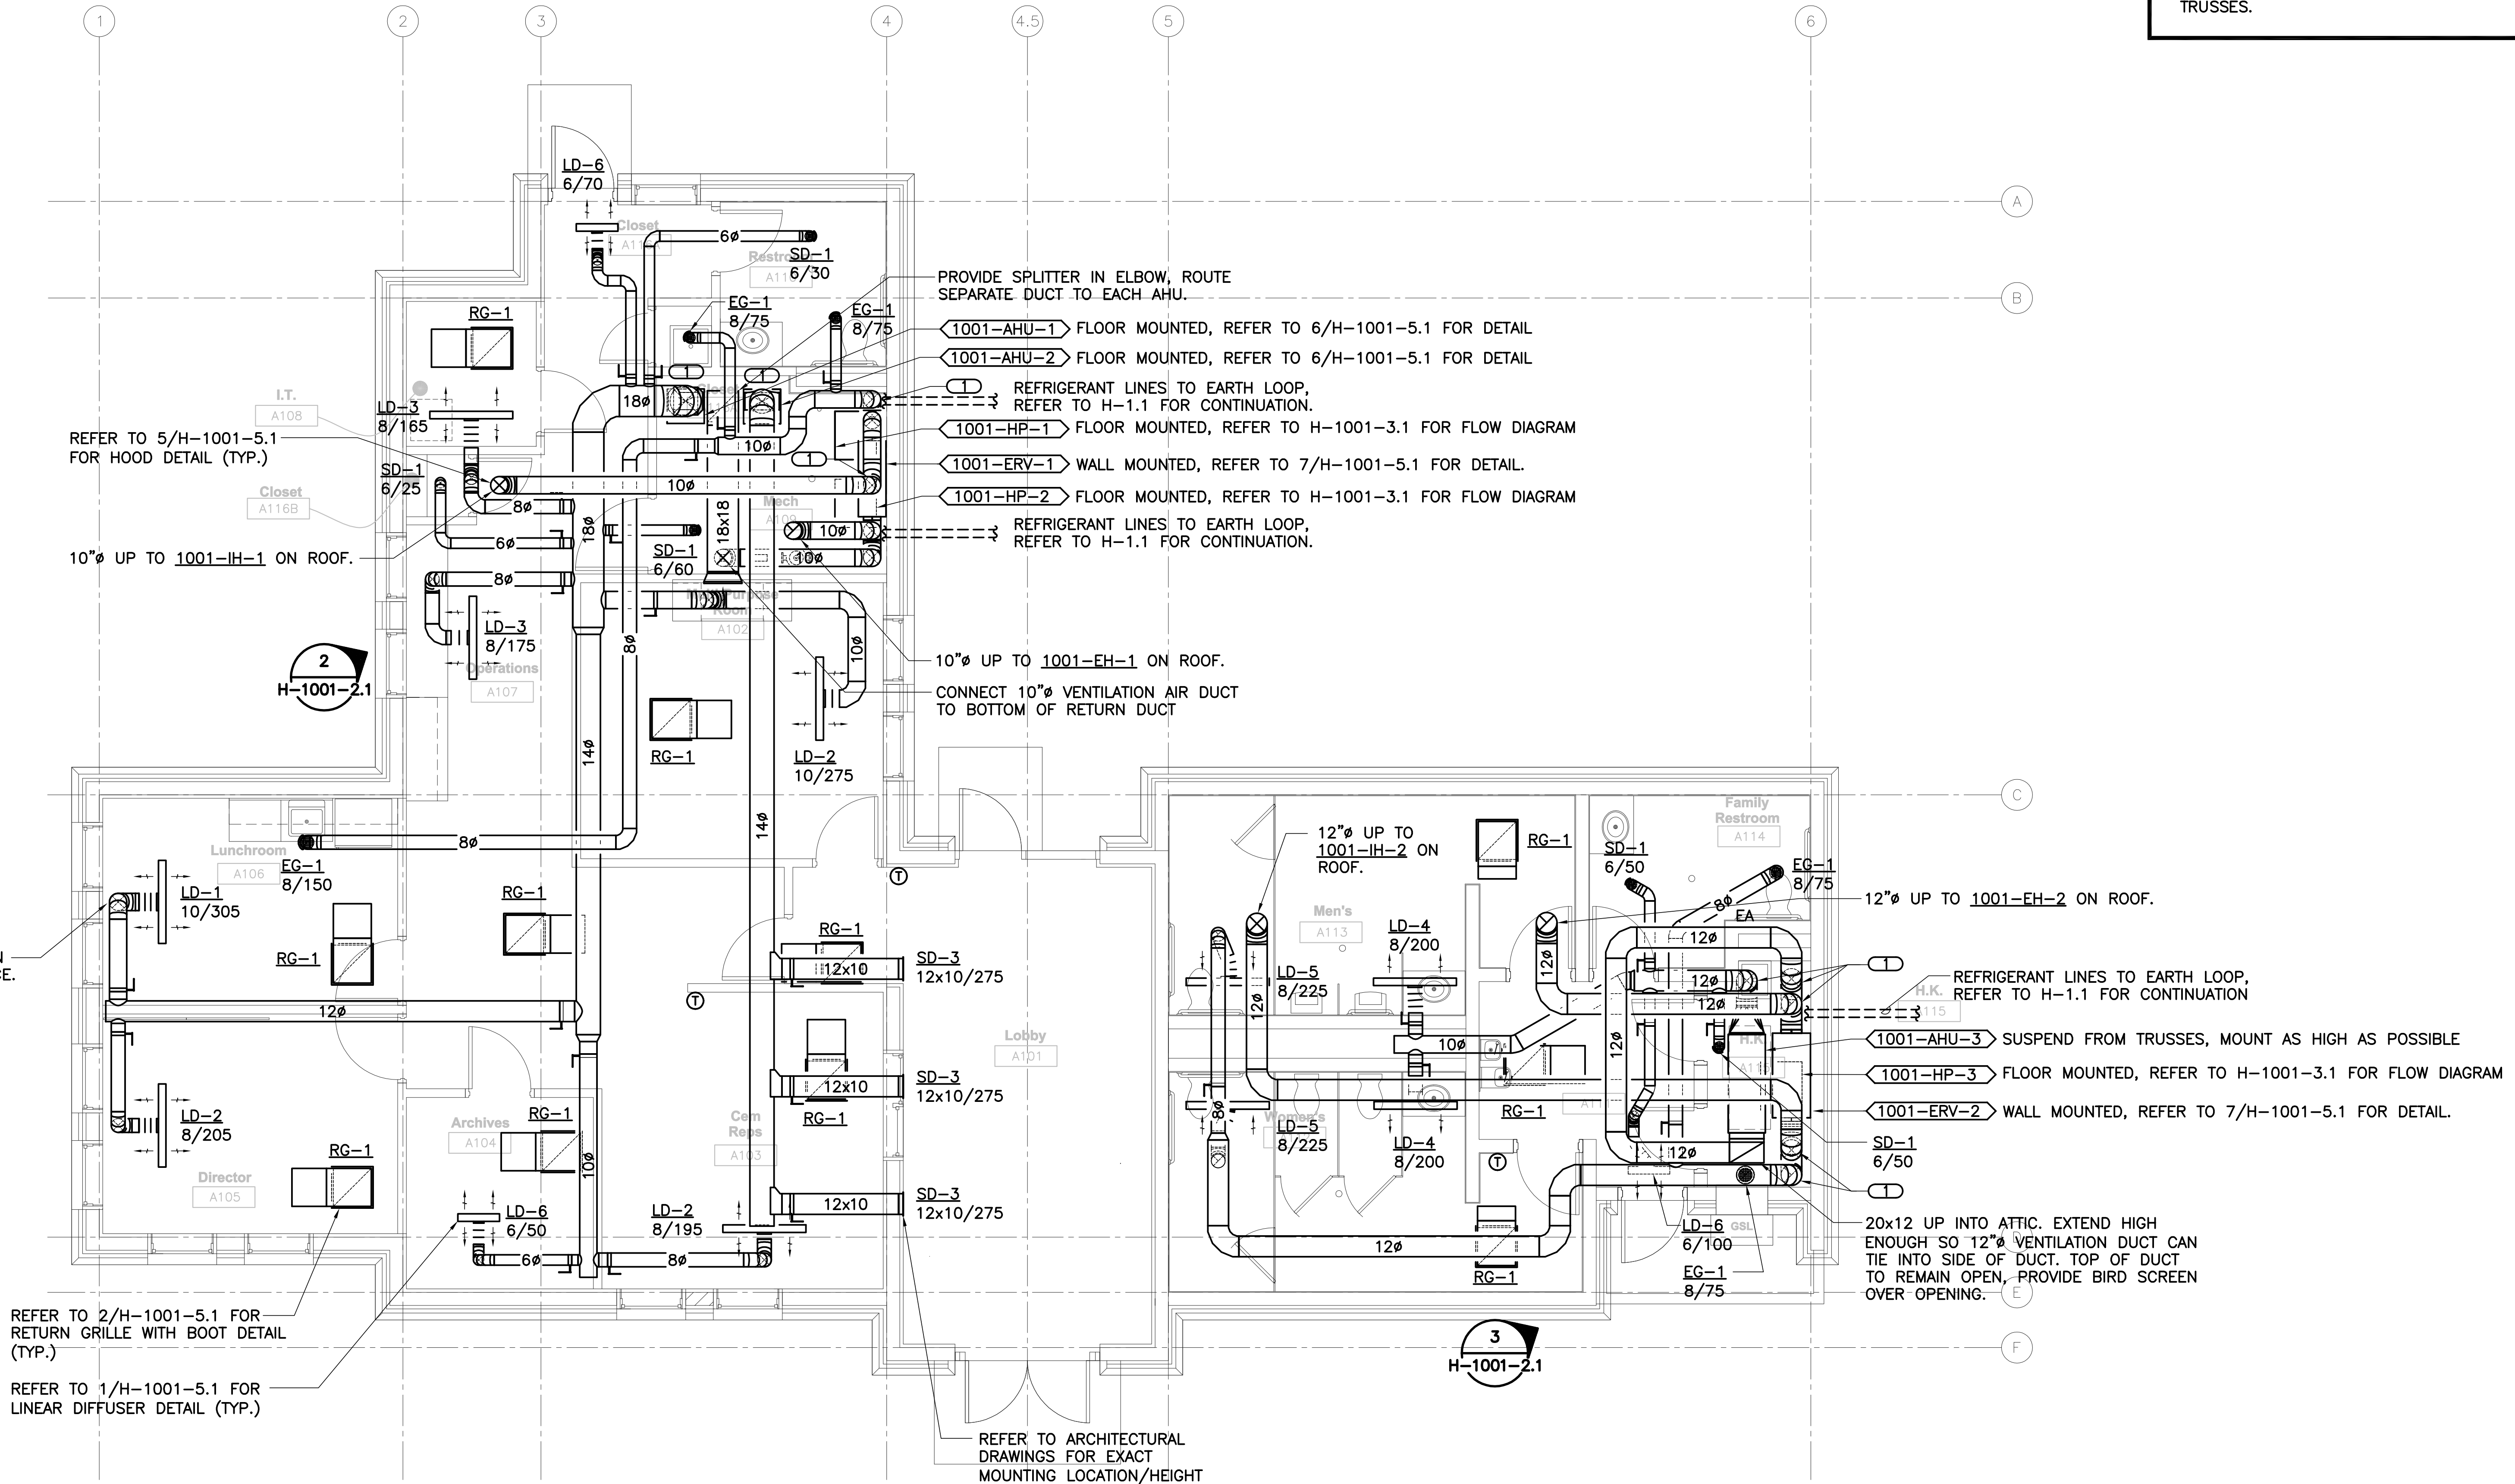 TRUSSES.
1
2
3
4
4.5
5
6
A
B
C
E
F
LD-6
6/70
Closet
6ø
SD-1
6/30
PROVIDE SPLITTER IN ELBOW, ROUTE
SEPARATE DUCT TO EACH AHU.
RG-1
EG-1
8/75
EG-1
8/75
1001-AHU-1 FLOOR MOUNTED, REFER TO 6/H-1001-5.1 FOR DETAIL
1001-AHU-2 FLOOR MOUNTED, REFER TO 6/H-1001-5.1 FOR DETAIL
1
1
1
REFRIGERANT LINES TO EARTH LOOP,
REFER TO H-1.1 FOR CONTINUATION.
I.T.
A108
LD-3
8/165
18ø
1001-HP-1 FLOOR MOUNTED, REFER TO H-1001-3.1 FOR FLOW DIAGRAM
REFER TO 5/H-1001-5.1
FOR HOOD DETAIL (TYP.)
10ø
1
1001-ERV-1 WALL MOUNTED, REFER TO 7/H-1001-5.1 FOR DETAIL.
SD-1
6/25
Closet
A116B
10ø
1001-HP-2 FLOOR MOUNTED, REFER TO H-1001-3.1 FOR FLOW DIAGRAM
Mech
A109
8ø
18ø
18x18
10ø
REFRIGERANT LINES TO EARTH LOOP,
REFER TO H-1.1 FOR CONTINUATION.
6ø
SD-1
6/60
10ø
10"ø UP TO 1001-IH-1 ON ROOF.
8ø
A102
LD-3
8/175
8ø
10ø
2
H-1001-2.1
Operations
A107
10"ø UP TO 1001-EH-1 ON ROOF.
CONNECT 10"ø VENTILATION AIR DUCT
TO BOTTOM OF RETURN DUCT
14ø
RG-1
LD-2
10/275
14ø
8ø
Lunchroom
A106
EG-1
8/150
LD-1
10/305
RG-1
RG-1
T
RG-1
12x10
SD-3
12x10/275
T
12ø
Lobby
A101
12x10
SD-3
12x10/275
RG-1
LD-2
8/205
Archives
A104
RG-1
10ø
Cem
Reps
A103
Director
A105
RG-1
LD-6
6/50
LD-2
8/195
12x10
SD-3
12x10/275
6ø
8ø
REFER TO 2/H-1001-5.1 FOR
RETURN GRILLE WITH BOOT DETAIL
(TYP.)
REFER TO 1/H-1001-5.1 FOR
LINEAR DIFFUSER DETAIL (TYP.)
REFER TO ARCHITECTURAL
DRAWINGS FOR EXACT
MOUNTING LOCATION/HEIGHT
12"ø UP TO
1001-IH-2 ON
ROOF.
RG-1
Family
Restroom
A114
SD-1
6/50
EG-1
8/75
8ø
EA
12"ø UP TO 1001-EH-2 ON ROOF.
Men's
A113
LD-4
8/200
12ø
12ø
1
LD-5
8/225
12ø
12ø
12ø
REFRIGERANT LINES TO EARTH LOOP,
REFER TO H-1.1 FOR CONTINUATION
H.K.
10ø
12ø
1001-AHU-3 SUSPEND FROM TRUSSES, MOUNT AS HIGH AS POSSIBLE
1001-HP-3 FLOOR MOUNTED, REFER TO H-1001-3.1 FOR FLOW DIAGRAM
RG-1
1001-ERV-2 WALL MOUNTED, REFER TO 7/H-1001-5.1 FOR DETAIL.
8ø
Women's
LD-5
8/225
LD-4
8/200
T
12ø
SD-1
6/50
1
12ø
RG-1
LD-6
6/100
EG-1
8/75
GSL
20x12 UP INTO ATTIC. EXTEND HIGH
ENOUGH SO 12"ø VENTILATION DUCT CAN
TIE INTO SIDE OF DUCT. TOP OF DUCT
TO REMAIN OPEN, PROVIDE BIRD SCREEN
OVER OPENING.
3
H-1001-2.1